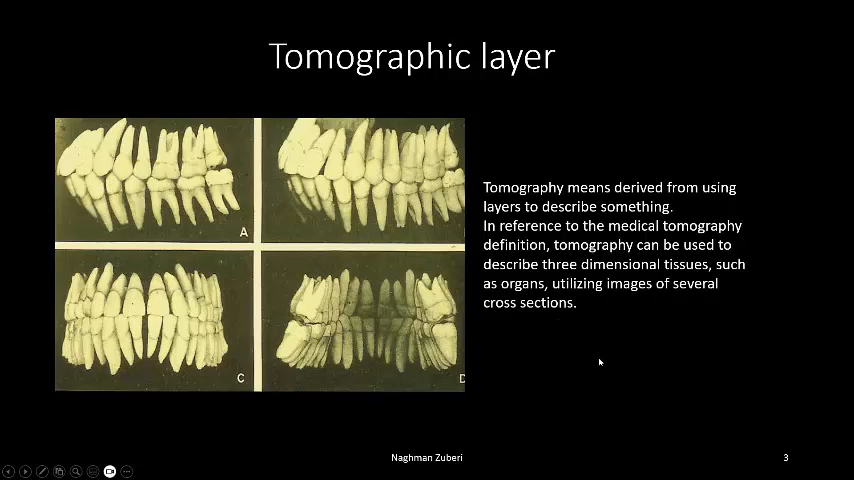 Tomographic layer
A
C
D
Tomography means derived from using
layers to describe something.
In reference to the medical tomography
definition, tomography can be used to
describe three dimensional tissues, such
as organs, utilizing images of several
cross sections.
Naghman Zuberi
3